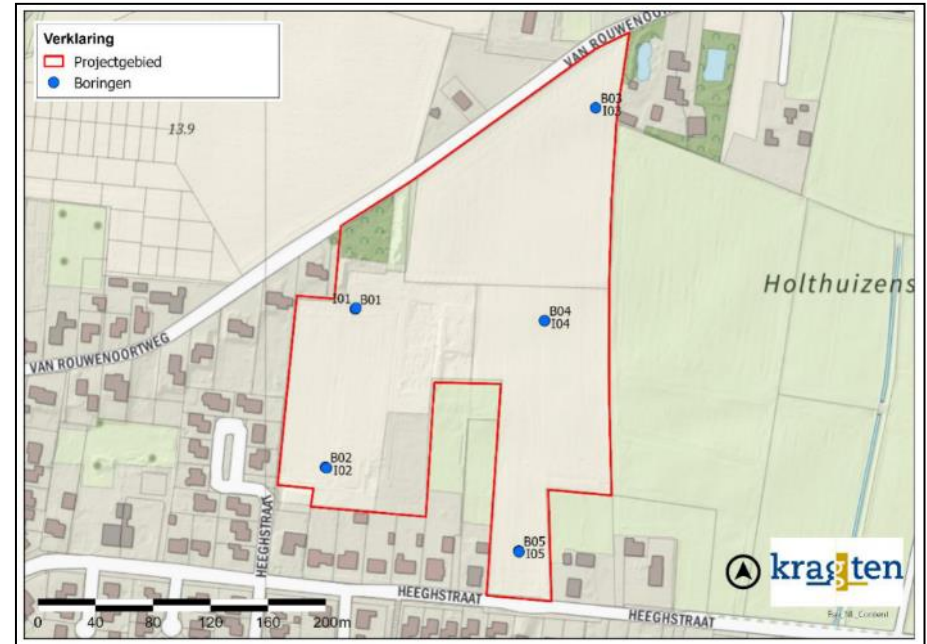 Verklaring
Projectgebied
Boringen
VAN ROUWENOORTWEG
B03
I03
13.9
Holthuizens
I01 B01
B04
I04
VAN ROUWENOORTWEG
B02
I02
B05
I05
HEEGHSTRAAT
HEEGHSTRAAT
HEEGHSTRAAT
0 40 80 120 160 200m
kragten